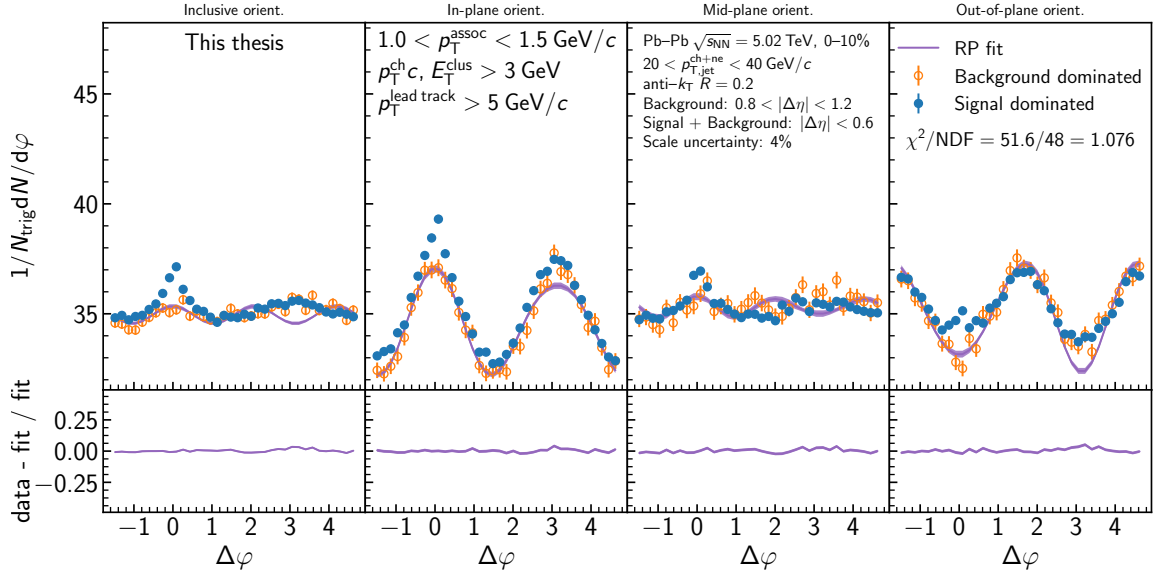 Inclusive orient.
In-plane orient.
Mid-plane orient.
Out-of-plane orient.
This thesis
1.0 < p_T^assoc < 1.5 GeV/c
p_T^ch c, E_T^clus > 3 GeV
p_T^lead track > 5 GeV/c
Pb–Pb √s_NN = 5.02 TeV, 0–10%
20 < p_T,jet^ch+ne < 40 GeV/c
anti–k_T R = 0.2
Background: 0.8 < |Δη| < 1.2
Signal + Background: |Δη| < 0.6
Scale uncertainty: 4%
RP fit
Background dominated
Signal dominated
χ²/NDF = 51.6/48 = 1.076
1/N_trig dN/dφ
45
40
35
data - fit / fit
0.25
0.00
−0.25
−1 0 1 2 3 4
−1 0 1 2 3 4
−1 0 1 2 3 4
−1 0 1 2 3 4
Δφ
Δφ
Δφ
Δφ